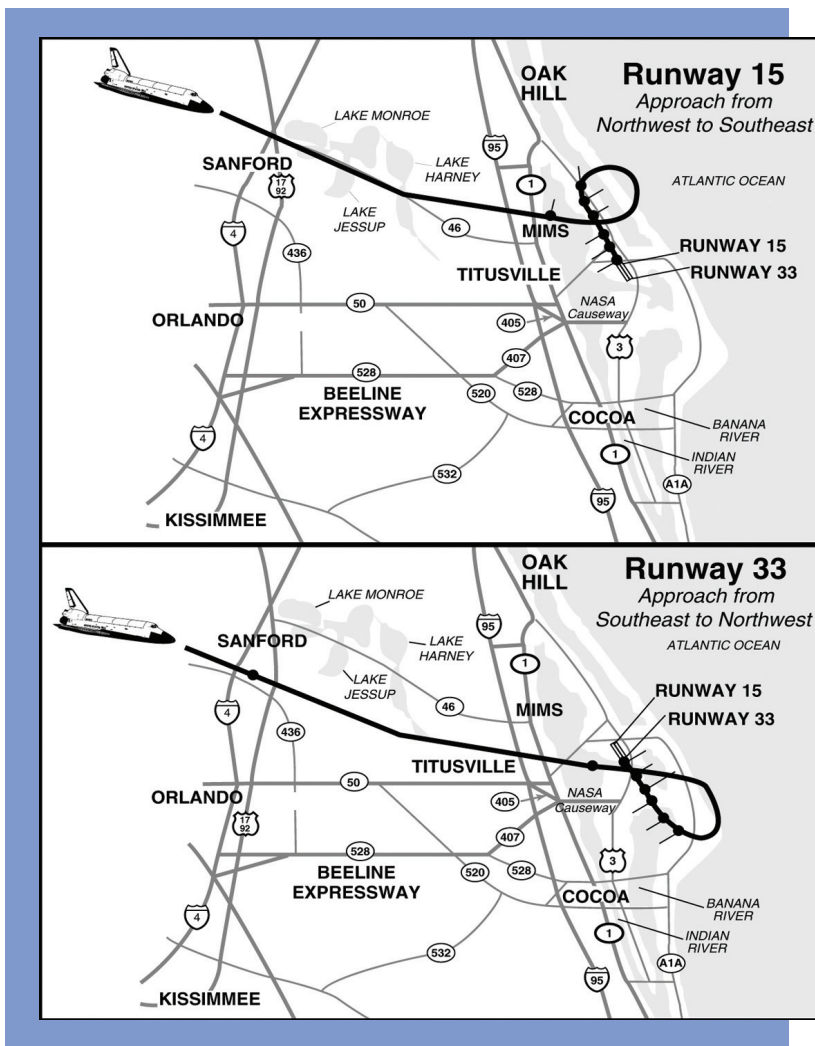 OAK
HILL
Runway 15
Approach from
Northwest to Southeast
LAKE MONROE
95
SANFORD
LAKE
HARNEY
ATLANTIC OCEAN
17
92
1
LAKE
JESSUP
46
MIMS
4
436
RUNWAY 15
TITUSVILLE
RUNWAY 33
50
NASA
Causeway
ORLANDO
405
3
407
528
BEELINE
EXPRESSWAY
520
528
COCOA
BANANA
RIVER
4
1
INDIAN
RIVER
532
A1A
95
KISSIMMEE
OAK
HILL
Runway 33
Approach from
Southeast to Northwest
LAKE MONROE
95
SANFORD
LAKE
HARNEY
ATLANTIC OCEAN
1
LAKE
JESSUP
RUNWAY 15
4
46
MIMS
RUNWAY 33
436
TITUSVILLE
50
NASA
Causeway
ORLANDO
405
17
92
407
528
3
BEELINE
EXPRESSWAY
520
528
COCOA
BANANA
RIVER
4
1
INDIAN
RIVER
532
A1A
95
KISSIMMEE